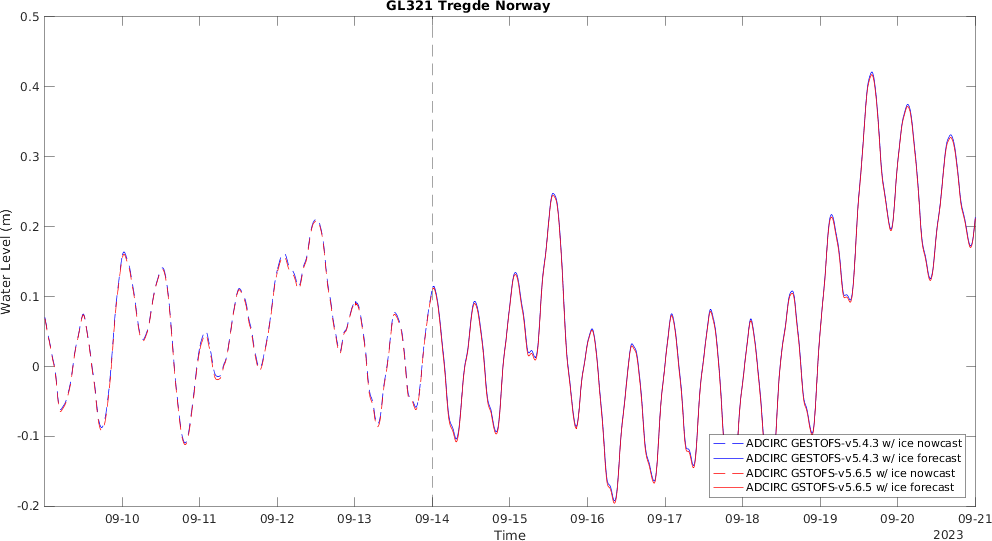 GL321 Tregde Norway
0.5
0.4
0.3
0.2
0.1
0
-0.1
-0.2
Water Level (m)
ADCIRC GESTOFS-v5.4.3 w/ ice nowcast
ADCIRC GESTOFS-v5.4.3 w/ ice forecast
ADCIRC GSTOFS-v5.6.5 w/ ice nowcast
ADCIRC GSTOFS-v5.6.5 w/ ice forecast
09-10 09-11 09-12 09-13 09-14 09-15 09-16 09-17 09-18 09-19 09-20 09-21
Time
2023